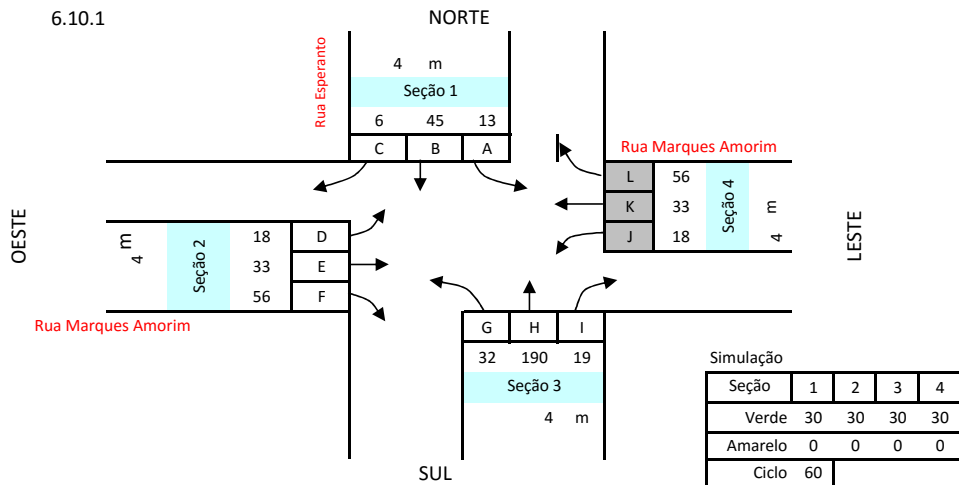 6.10.1
NORTE
Rua Esperanto
4 m
Seção 1
6 45 13
C B A
Rua Marques Amorim
L 56
K 33
J 18
Seção 4
4 m
LESTE
OESTE
4 m
Seção 2
18 D
33 E
56 F
Rua Marques Amorim
G H I
32 190 19
Seção 3
4 m
SUL
Simulação
Seção 1 2 3 4
Verde 30 30 30 30
Amarelo 0 0 0 0
Ciclo 60